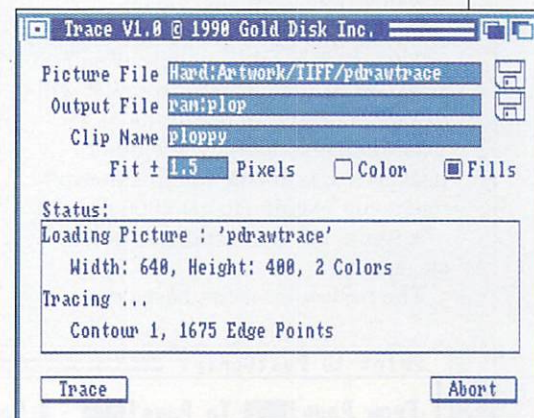 Trace V1.0 © 1990 Gold Disk Inc.
Picture File Hard:Artwork/TIFF/pdrawtrace
Output File ram:plop
Clip Name ploppy
Fit ± 1.5 Pixels Color Fills
Status:
Loading Picture : 'pdrawtrace'
Width: 640, Height: 400, 2 Colors
Tracing ...
Contour 1, 1675 Edge Points
Trace Abort